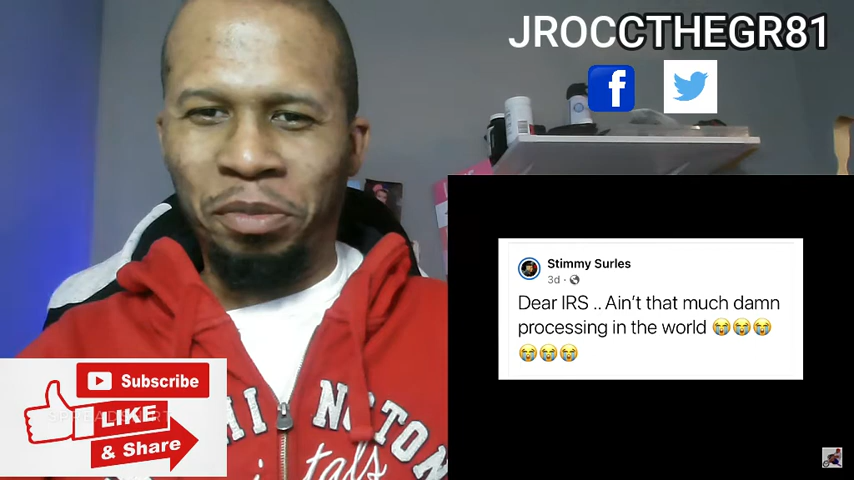 JROCCTHEGR81
Stimmy Surles
3d ·
Dear IRS .. Ain't that much damn
processing in the world 😭😭😭
😭😭😭
Subscribe
LIKE
& Share